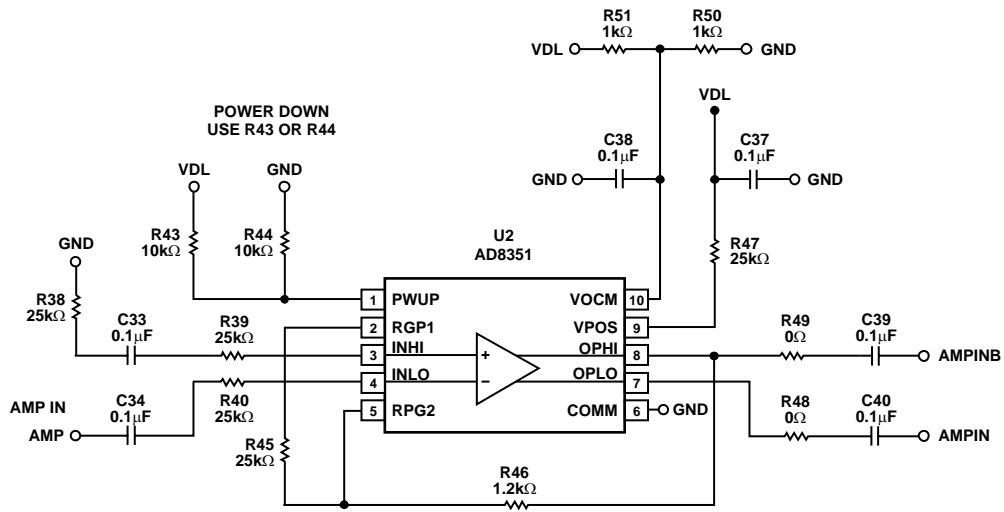 R51
1kΩ
R50
1kΩ
VDL
GND
VDL
POWER DOWN
USE R43 OR R44
C38
0.1μF
C37
0.1μF
VDL
GND
GND
GND
R43
10kΩ
R44
10kΩ
U2
AD8351
R47
25kΩ
GND
R38
25kΩ
1 PWUP
VOCM 10
C33
0.1μF
R39
25kΩ
2 RGP1
VPOS 9
R49
0Ω
C39
0.1μF
3 INHI
+
OPHI 8
AMPINB
4 INLO
–
OPLO 7
AMP IN
C34
0.1μF
R40
25kΩ
5 RPG2
COMM 6
GND
R48
0Ω
C40
0.1μF
AMP
AMPIN
R45
25kΩ
R46
1.2kΩ